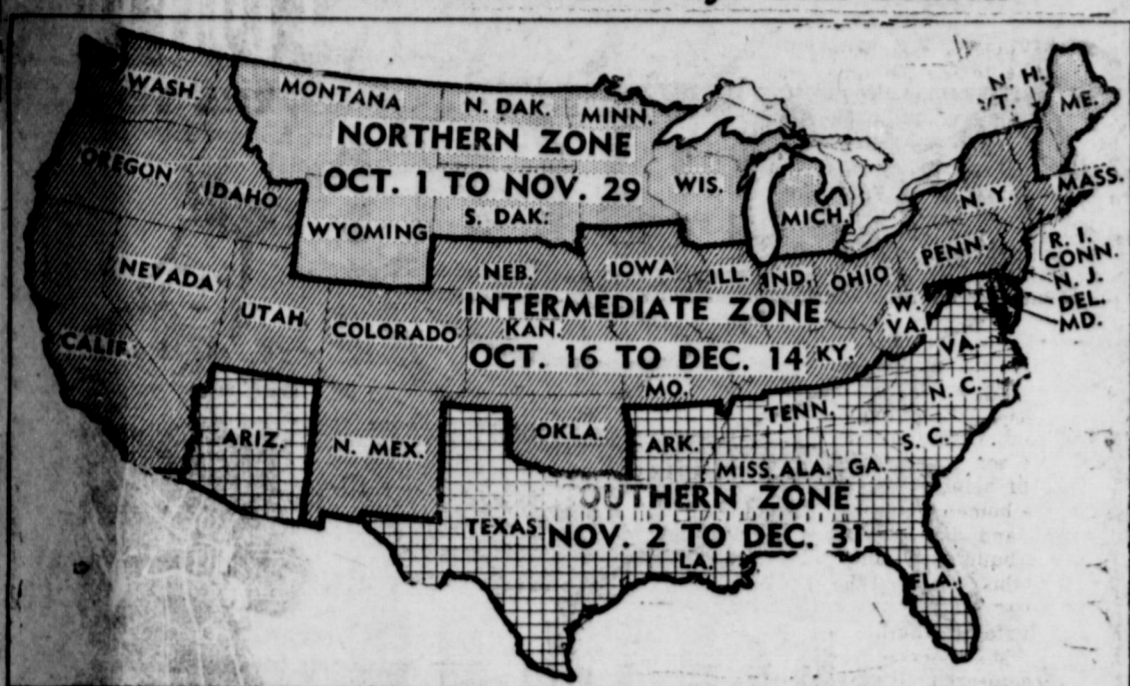 WASH. MONTANA N. DAK. MINN. N. H.
VT. ME.
NORTHERN ZONE
OREGON IDAHO OCT. 1 TO NOV. 29 WIS. MASS.
WYOMING S. DAK. MICH. N. Y.
R. I.
CONN.
NEVADA NEB. IOWA ILL. IND. OHIO PENN. N. J.
UTAH INTERMEDIATE ZONE W. VA. DEL.
CALIF. COLORADO KAN. MD.
OCT. 16 TO DEC. 14 KY. VA.
MO. N. C.
TENN.
ARIZ. N. MEX. OKLA. ARK. S. C.
MISS. ALA. GA.
OUTHERN ZONE
TEXAS NOV. 2 TO DEC. 31
LA.
FLA.